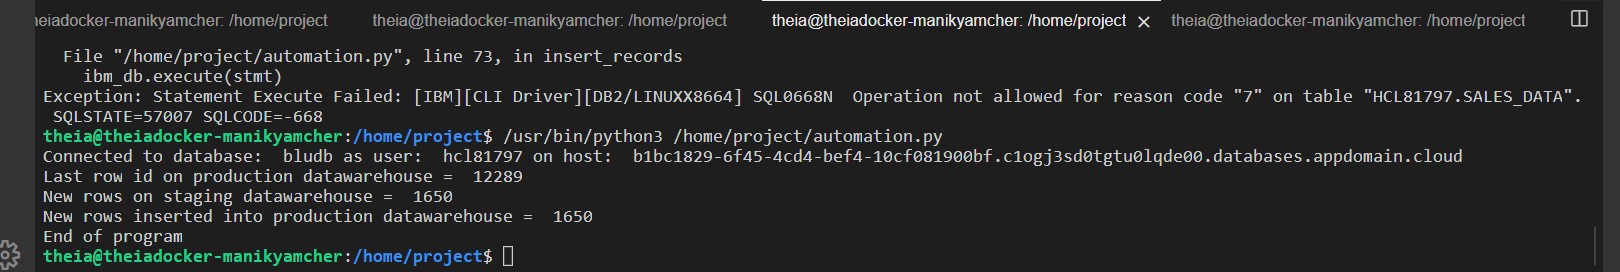 heiadocker-manikyamcher: /home/project theia@theiadocker-manikyamcher: /home/project theia@theiadocker-manikyamcher: /home/project × theia@theiadocker-manikyamcher: /home/project
File "/home/project/automation.py", line 73, in insert_records
ibm_db.execute(stmt)
Exception: Statement Execute Failed: [IBM][CLI Driver][DB2/LINUXX8664] SQL0668N  Operation not allowed for reason code "7" on table "HCL81797.SALES_DATA".
SQLSTATE=57007 SQLCODE=-668
theia@theiadocker-manikyamcher:/home/project$ /usr/bin/python3 /home/project/automation.py
Connected to database:  bludb as user:  hcl81797 on host:  b1bc1829-6f45-4cd4-bef4-10cf081900bf.c1ogj3sd0tgtu0lqde00.databases.appdomain.cloud
Last row id on production datawarehouse =  12289
New rows on staging datawarehouse =  1650
New rows inserted into production datawarehouse =  1650
End of program
theia@theiadocker-manikyamcher:/home/project$